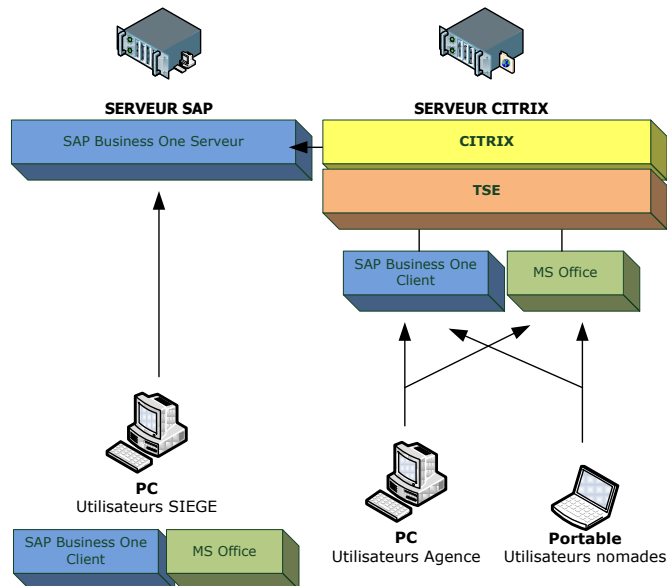 SERVEUR SAP
SAP Business One Serveur
SERVEUR CITRIX
CITRIX
TSE
SAP Business One
Client
MS Office
PC
Utilisateurs SIEGE
SAP Business One
Client
MS Office
PC
Utilisateurs Agence
Portable
Utilisateurs nomades